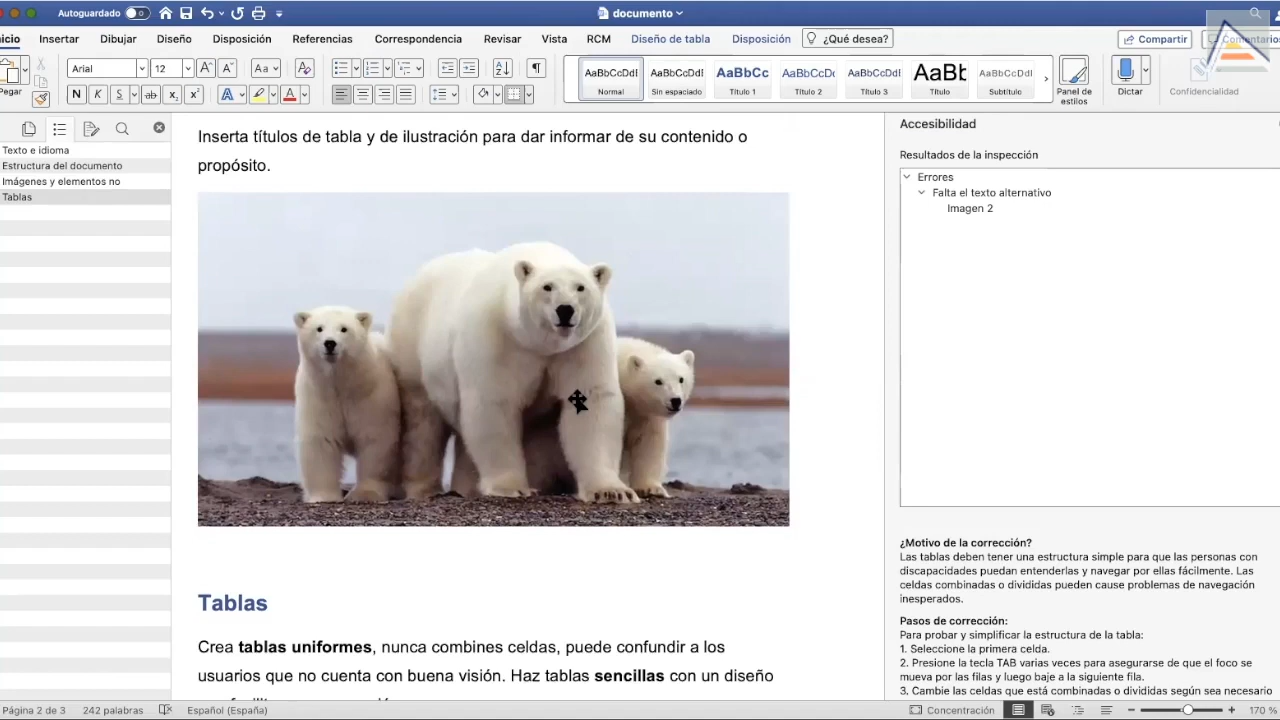 Autoguardado
documento
icio Insertar Dibujar Diseño Disposición Referencias Correspondencia Revisar Vista RCM Diseño de tabla Disposición ¿Qué desea? Compartir Comentarios
Pegar
Arial 12 A A Aa A
N K S ab x₂ x² A A
AaBbCcDdE AaBbCcDdE AaBbCc AaBbCcDc AaBbCcDdI AaBb AaBbCcDdI
Normal Sin espaciado Título 1 Título 2 Título 3 Título Subtítulo
Panel de
estilos
Dictar
Confidencialidad
Texto e idioma
Estructura del documento
Imágenes y elementos no
Tablas
Inserta títulos de tabla y de ilustración para dar informar de su contenido o
propósito.
Tablas
Crea tablas uniformes, nunca combines celdas, puede confundir a los
usuarios que no cuenta con buena visión. Haz tablas sencillas con un diseño
Accesibilidad
Resultados de la inspección
Errores
Falta el texto alternativo
Imagen 2
¿Motivo de la corrección?
Las tablas deben tener una estructura simple para que las personas con
discapacidades puedan entenderlas y navegar por ellas fácilmente. Las
celdas combinadas o divididas pueden cause problemas de navegación
inesperados.
Pasos de corrección:
Para probar y simplificar la estructura de la tabla:
1. Seleccione la primera celda.
2. Presione la tecla TAB varias veces para asegurarse de que el foco se
mueva por las filas y luego baje a la siguiente fila.
3. Cambie las celdas que está combinadas o divididas según sea necesario
Página 2 de 3 242 palabras Español (España) Concentración 170 %